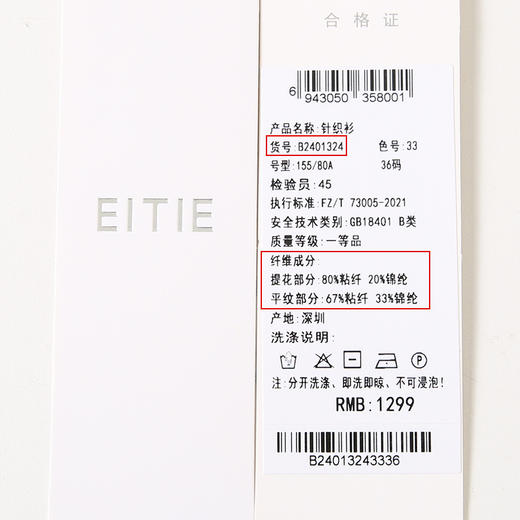 EITIE
合格证
6 943050 358001
产品名称:针织衫
货号:B2401324 色号:33
号型:155/80A 36码
检验员:45
执行标准:FZ/T 73005-2021
安全技术类别:GB18401 B类
质量等级:一等品
纤维成分:
提花部分:80%粘纤 20%锦纶
平纹部分:67%粘纤 33%锦纶
产地:深圳
洗涤说明:
P
注:分开洗涤、即洗即晾、不可浸泡!
RMB:1299
B24013243336